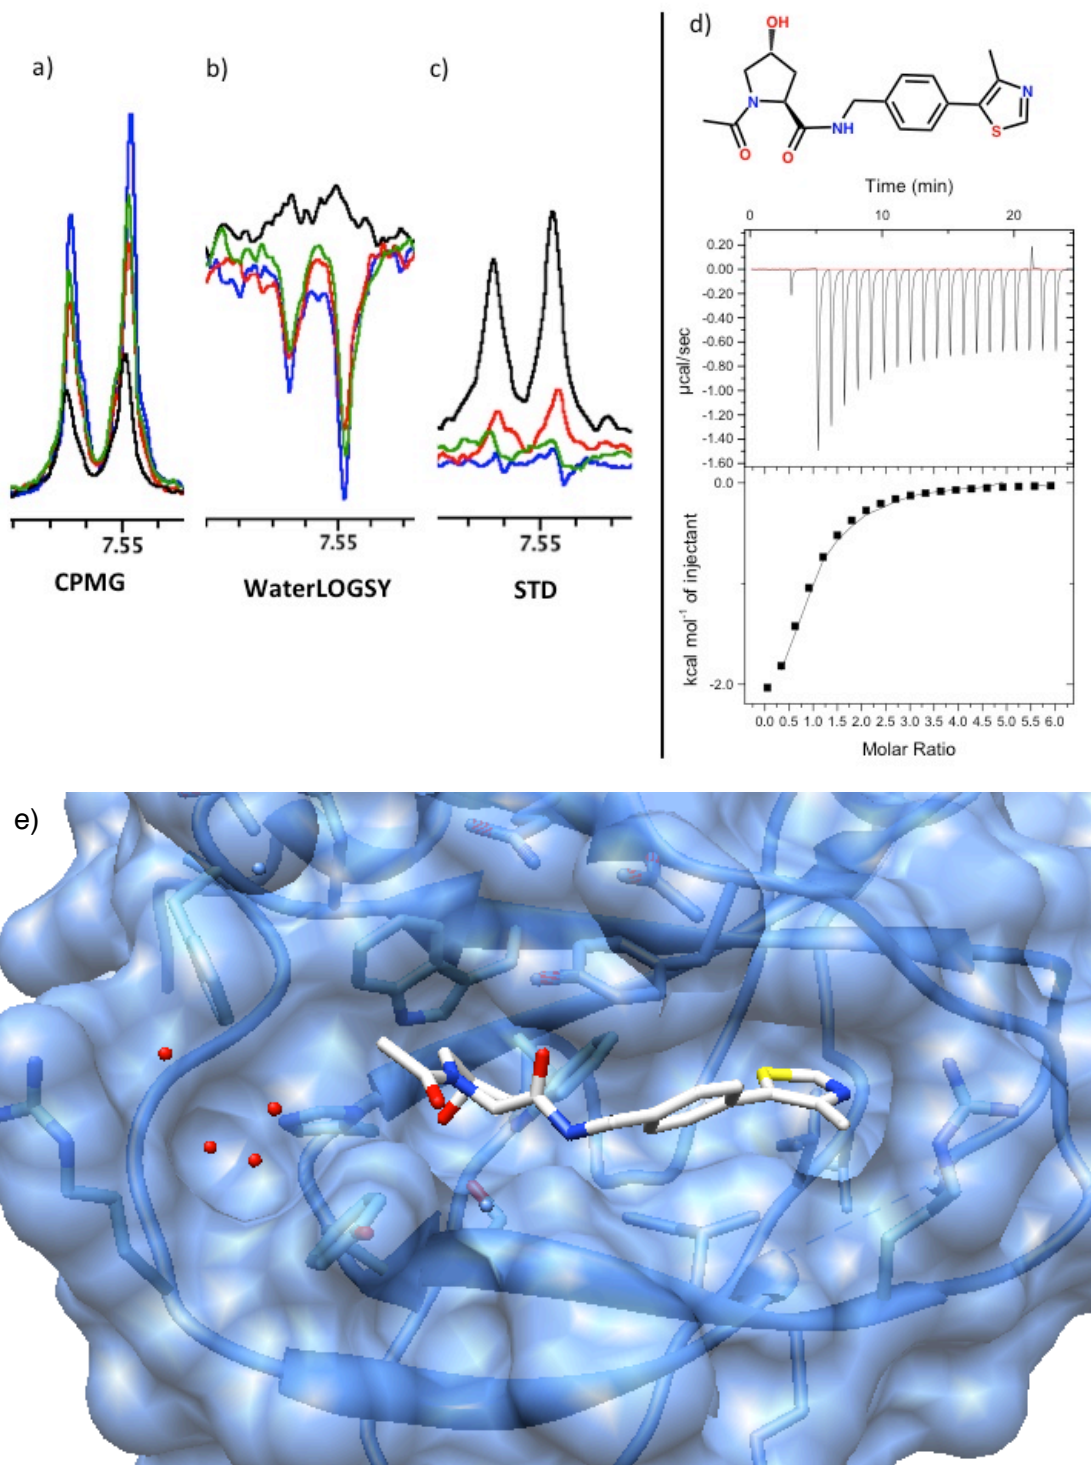 a)
b)
c)
7.55
7.55
7.55
CPMG
WaterLOGSY
STD
d)
OH
N
O
O
NH
S
N
Time (min)
0 10 20
0.20
0.00
-0.20
-0.40
-0.60
-0.80
-1.00
-1.20
-1.40
-1.60
µcal/sec
0.0
-2.0
kcal mol⁻¹ of injectant
0.0 0.5 1.0 1.5 2.0 2.5 3.0 3.5 4.0 4.5 5.0 5.5 6.0
Molar Ratio
e)